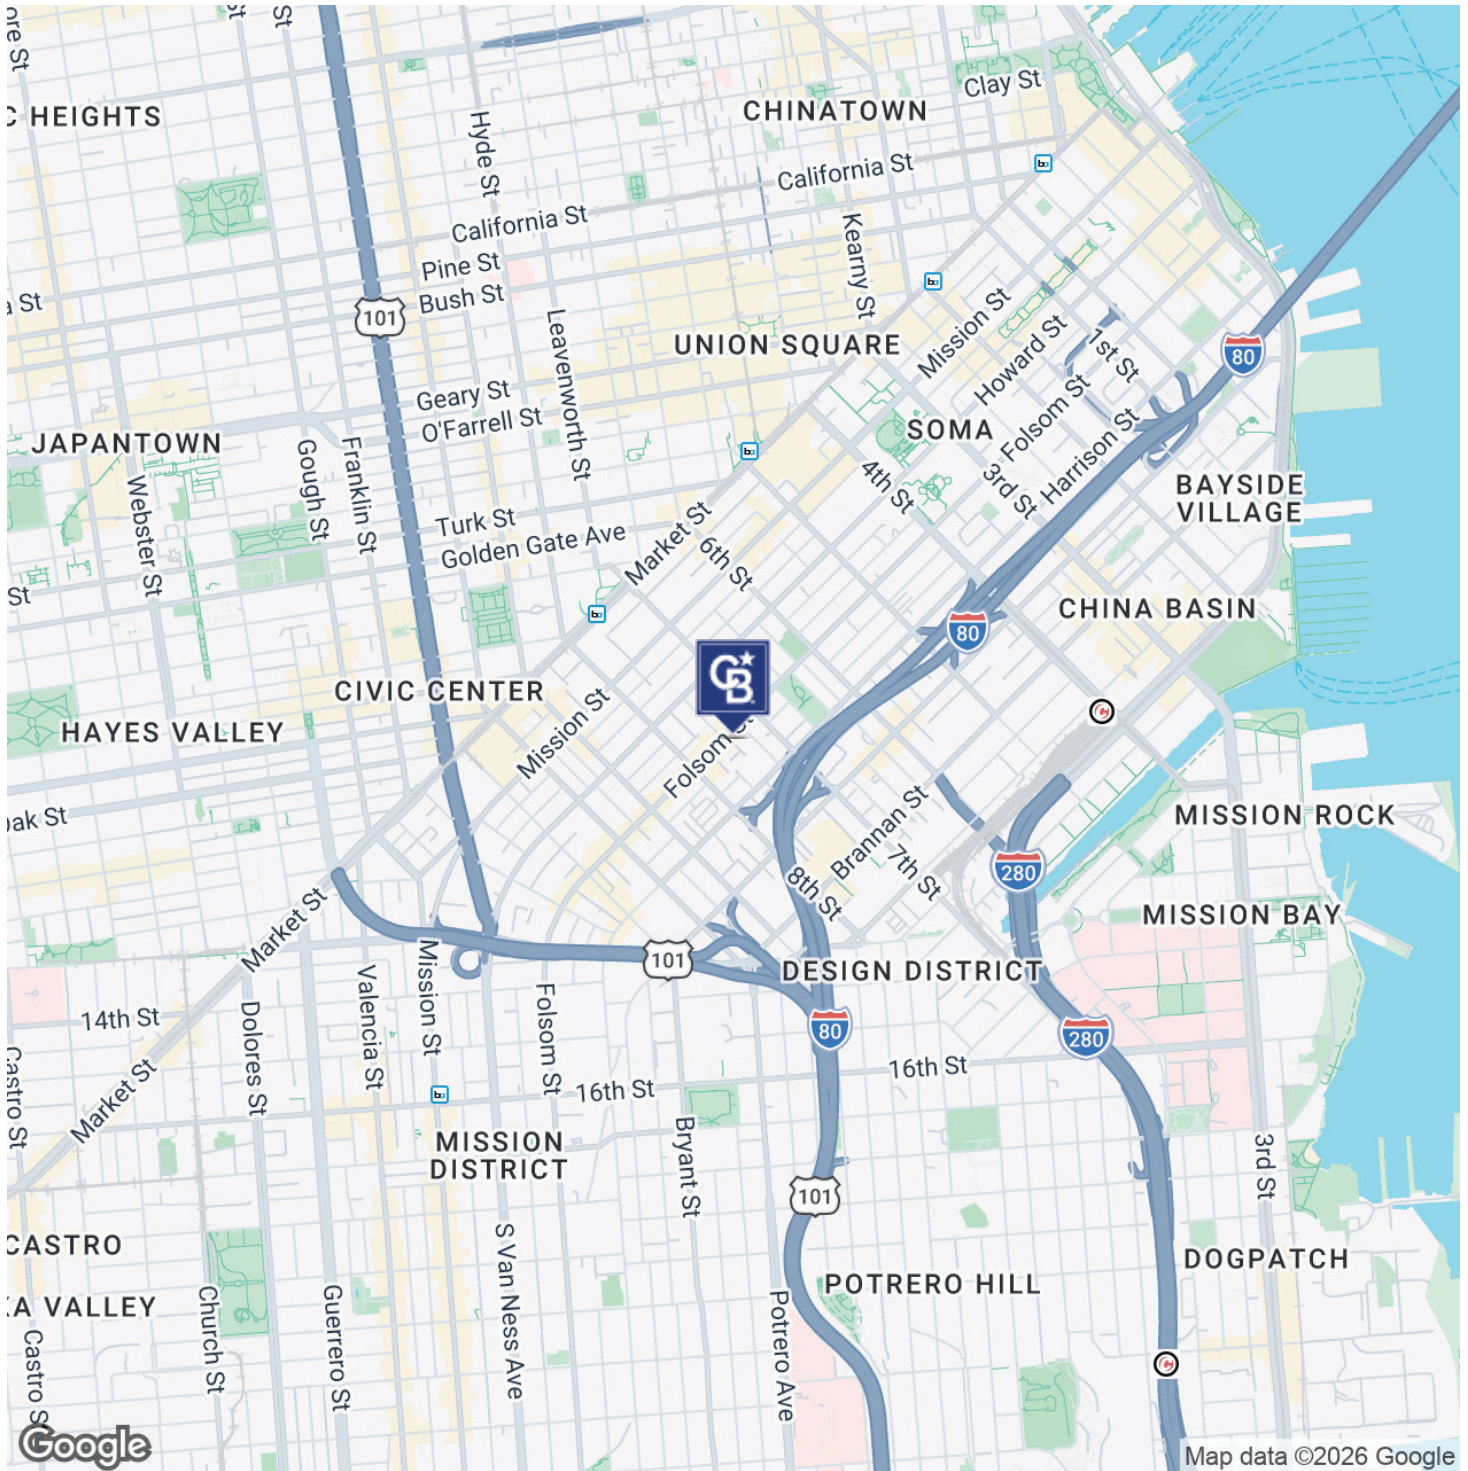 St
Clay St
C HEIGHTS
CHINATOWN
Hyde St
California St
California St
Kearny St
Pine St
Bush St
a St
101
Leavenworth St
UNION SQUARE
Mission St
Howard St
1st St
80
Geary St
O'Farrell St
Folsom St
SOMA
Harrison St
JAPANTOWN
Gough St
Franklin St
4th St
3rd St
BAYSIDE
VILLAGE
Webster St
Turk St
Golden Gate Ave
Market St
6th St
St
80
CHINA BASIN
CB
CIVIC CENTER
Mission St
HAYES VALLEY
Folsom St
oak St
Brannan St
MISSION ROCK
7th St
8th St
280
Market St
MISSION BAY
Mission St
101
DESIGN DISTRICT
Valencia St
Folsom St
14th St
Dolores St
80
280
16th St
16th St
Castro St
Market St
MISSION
DISTRICT
Bryant St
3rd St
101
CASTRO
S Van Ness Ave
DOGPATCH
POTRERO HILL
KA VALLEY
Church St
Guerrero St
Potrero Ave
Castro S
Google
Map data ©2026 Google